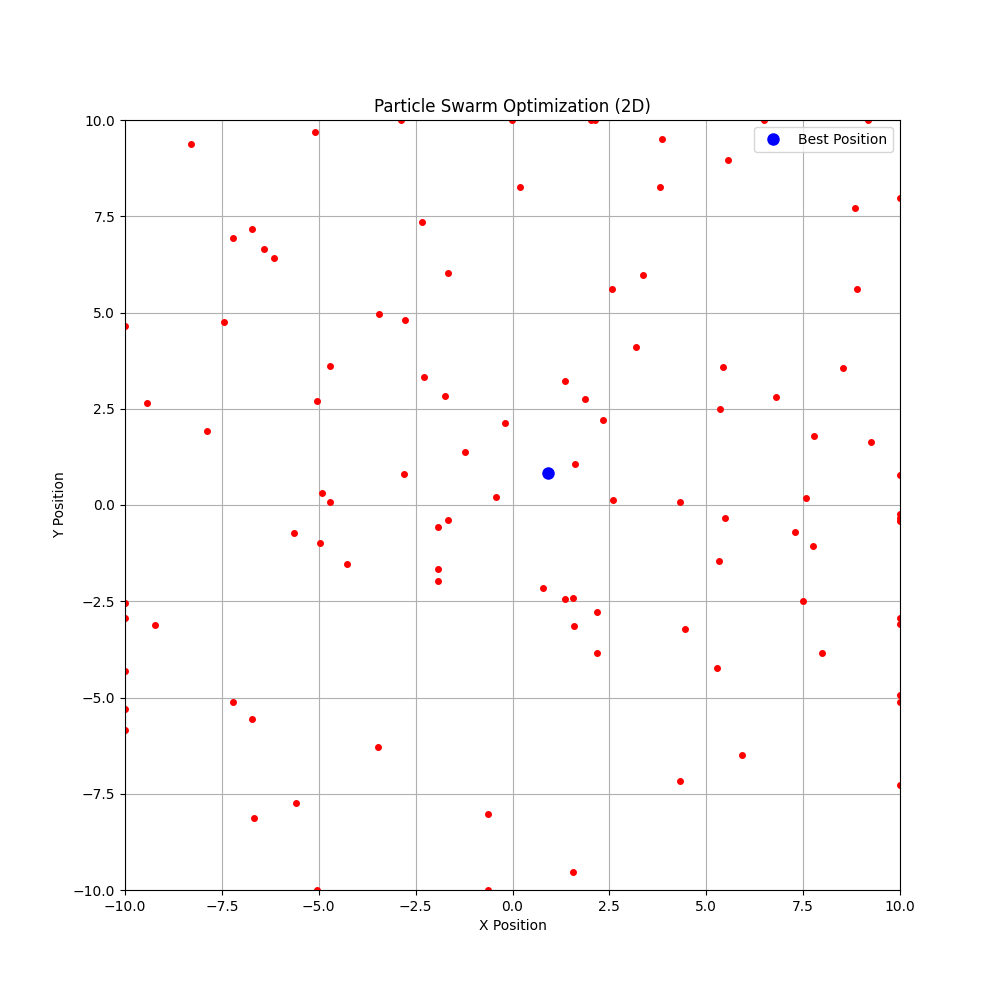 Particle Swarm Optimization (2D)
10.0
Best Position
7.5
5.0
2.5
Y Position
0.0
−2.5
−5.0
−7.5
−10.0
−10.0 −7.5 −5.0 −2.5 0.0 2.5 5.0 7.5 10.0
X Position